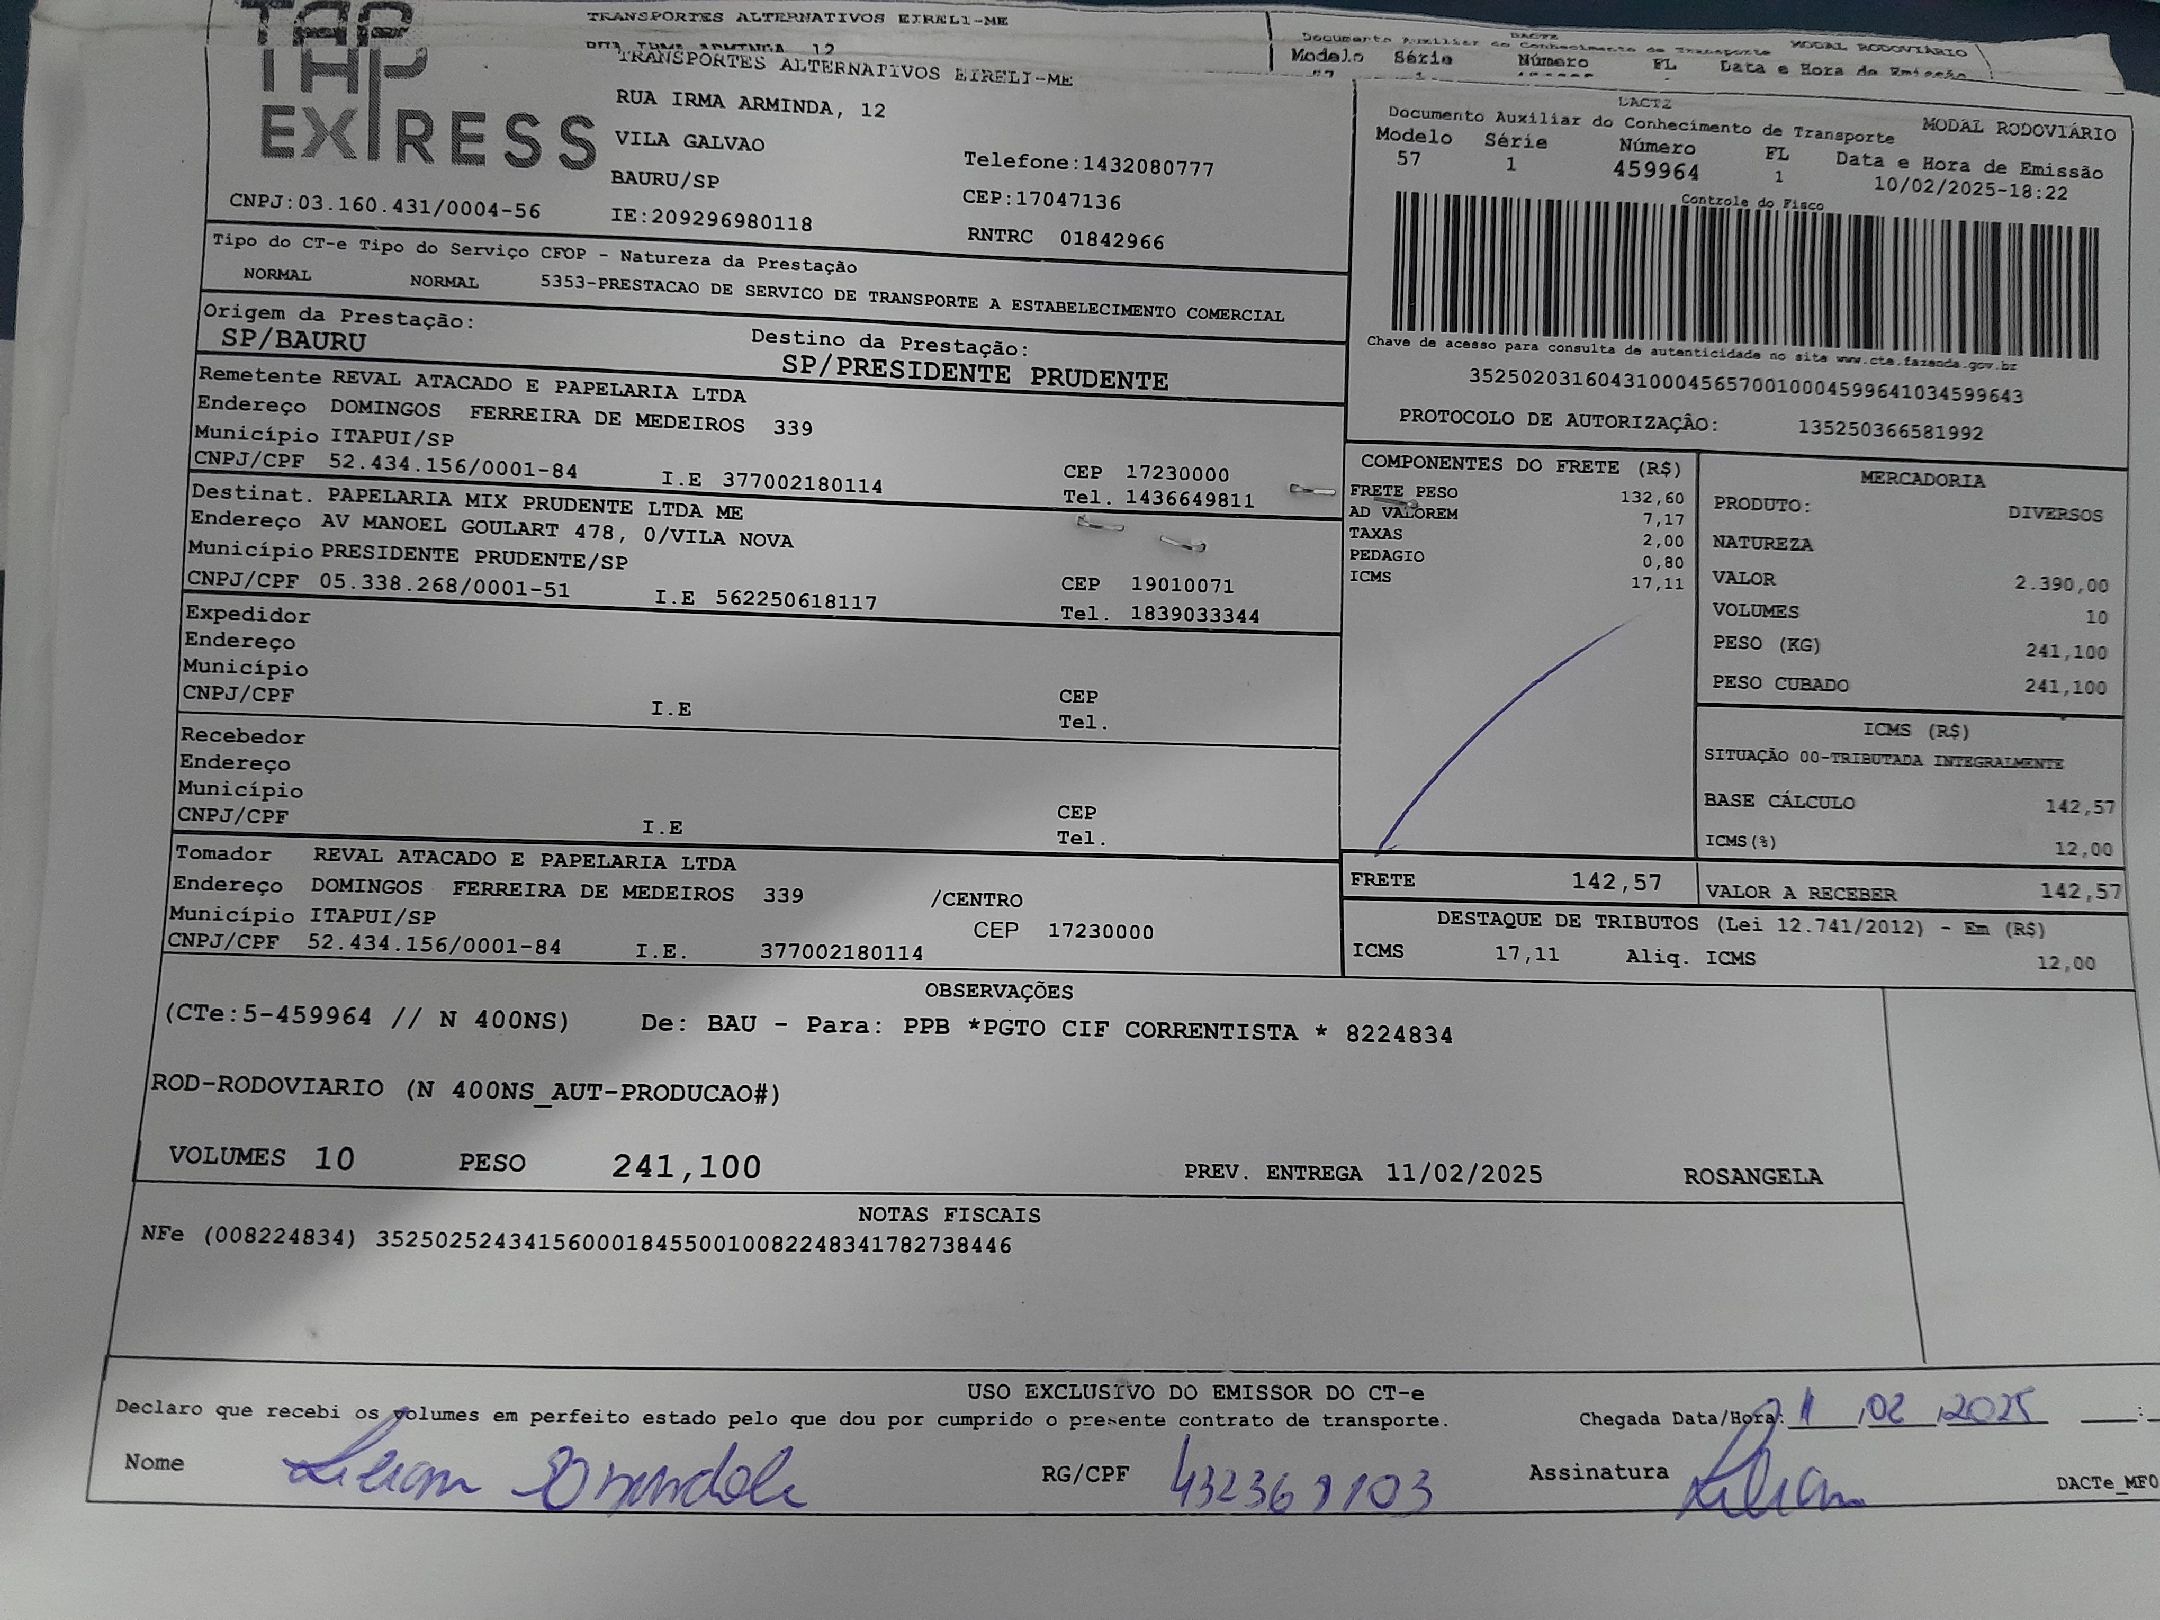 TRANSPORTES ALTERNATIVOS EIRELI-ME
Documento Auxiliar do Conhecimento de Transporte MODAL RODOVIÁRIO
Modelo Série Número FL Data e Hora de Emissão
TAP
EXPRESS
TRANSPORTES ALTERNATIVOS EIRELI-ME
RUA IRMA ARMINDA, 12
VILA GALVAO
Telefone:1432080777
BAURU/SP
CEP:17047136
CNPJ:03.160.431/0004-56
IE:209296980118
RNTRC 01842966
DACTE
Documento Auxiliar do Conhecimento de Transporte MODAL RODOVIÁRIO
Modelo Série Número FL Data e Hora de Emissão
57 1 459964 1 10/02/2025-18:22
Controle do Fisco
Chave de acesso para consulta de autenticidade no site www.cte.fazenda.gov.br
35250203160431000456570010004599641034599643
PROTOCOLO DE AUTORIZAÇÃO: 135250366581992
Tipo do CT-e Tipo do Serviço CFOP - Natureza da Prestação
NORMAL NORMAL 5353-PRESTACAO DE SERVICO DE TRANSPORTE A ESTABELECIMENTO COMERCIAL
Origem da Prestação: Destino da Prestação:
SP/BAURU SP/PRESIDENTE PRUDENTE
Remetente REVAL ATACADO E PAPELARIA LTDA
Endereço DOMINGOS FERREIRA DE MEDEIROS 339
Município ITAPUI/SP CEP 17230000
CNPJ/CPF 52.434.156/0001-84 I.E 377002180114 Tel. 1436649811
Destinat. PAPELARIA MIX PRUDENTE LTDA ME
Endereço AV MANOEL GOULART 478, 0/VILA NOVA
Município PRESIDENTE PRUDENTE/SP CEP 19010071
CNPJ/CPF 05.338.268/0001-51 I.E 562250618117 Tel. 1839033344
Expedidor
Endereço
Município CEP
CNPJ/CPF I.E Tel.
Recebedor
Endereço
Município CEP
CNPJ/CPF I.E Tel.
Tomador REVAL ATACADO E PAPELARIA LTDA
Endereço DOMINGOS FERREIRA DE MEDEIROS 339 /CENTRO
Município ITAPUI/SP CEP 17230000
CNPJ/CPF 52.434.156/0001-84 I.E. 377002180114
COMPONENTES DO FRETE (R$)
FRETE PESO 132,60
AD VALOREM 7,17
TAXAS 2,00
PEDAGIO 0,80
ICMS 17,11
MERCADORIA
PRODUTO: DIVERSOS
NATUREZA
VALOR 2.390,00
VOLUMES 10
PESO (KG) 241,100
PESO CUBADO 241,100
ICMS (R$)
SITUAÇÃO 00-TRIBUTADA INTEGRALMENTE
BASE CÁLCULO 142,57
ICMS(%) 12,00
FRETE 142,57 VALOR A RECEBER 142,57
DESTAQUE DE TRIBUTOS (Lei 12.741/2012) - Em (R$)
ICMS 17,11 Aliq. ICMS 12,00
OBSERVAÇÕES
(CTe:5-459964 // N 400NS) De: BAU - Para: PPB *PGTO CIF CORRENTISTA * 8224834
ROD-RODOVIARIO (N 400NS_AUT-PRODUCAO#)
VOLUMES 10 PESO 241,100 PREV. ENTREGA 11/02/2025 ROSANGELA
NOTAS FISCAIS
NFe (008224834) 35250252434156000184550010082248341782738446
USO EXCLUSIVO DO EMISSOR DO CT-e
Declaro que recebi os volumes em perfeito estado pelo que dou por cumprido o presente contrato de transporte. Chegada Data/Hora: 11 02 2025 :
Nome Lilian RG/CPF Assinatura Lilian
DACTe_MF0